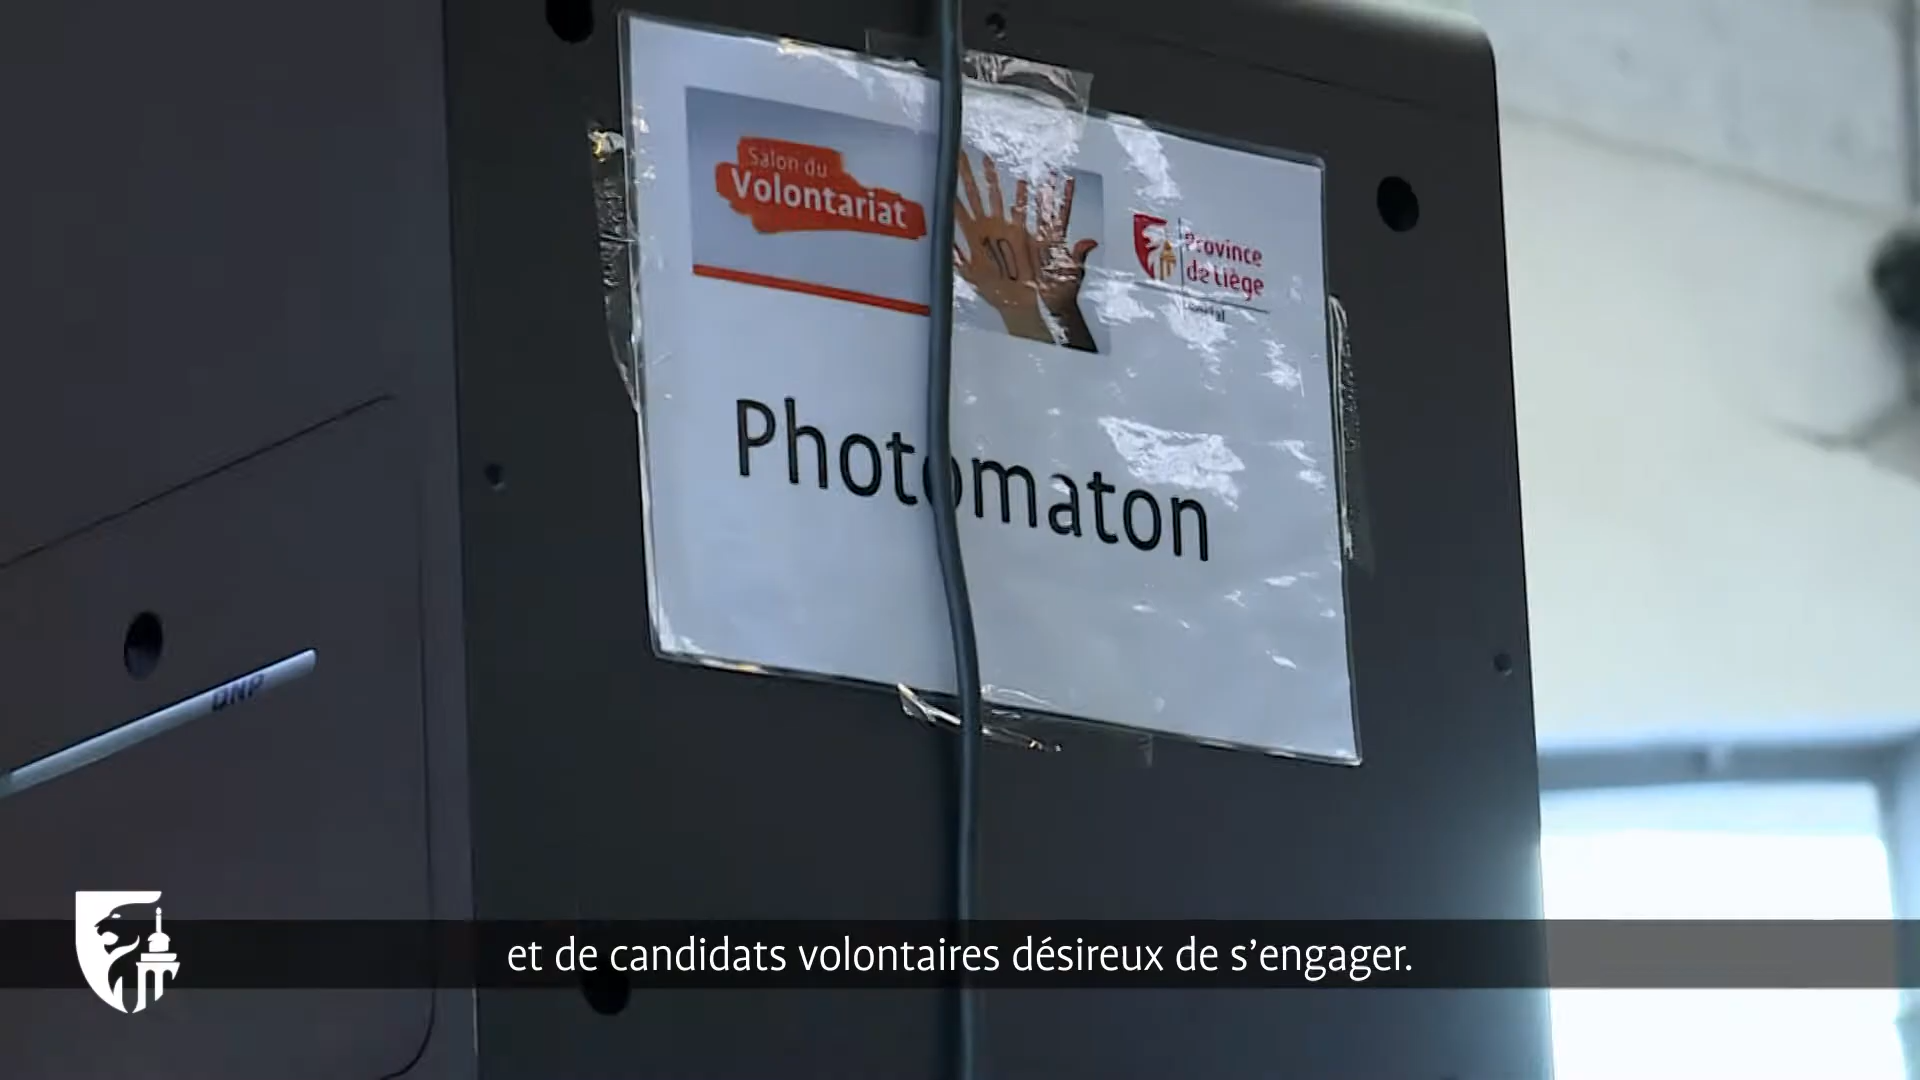 Salon du
Volontariat
10
Province
de Liège
Photomaton
DNP
et de candidats volontaires désireux de s’engager.